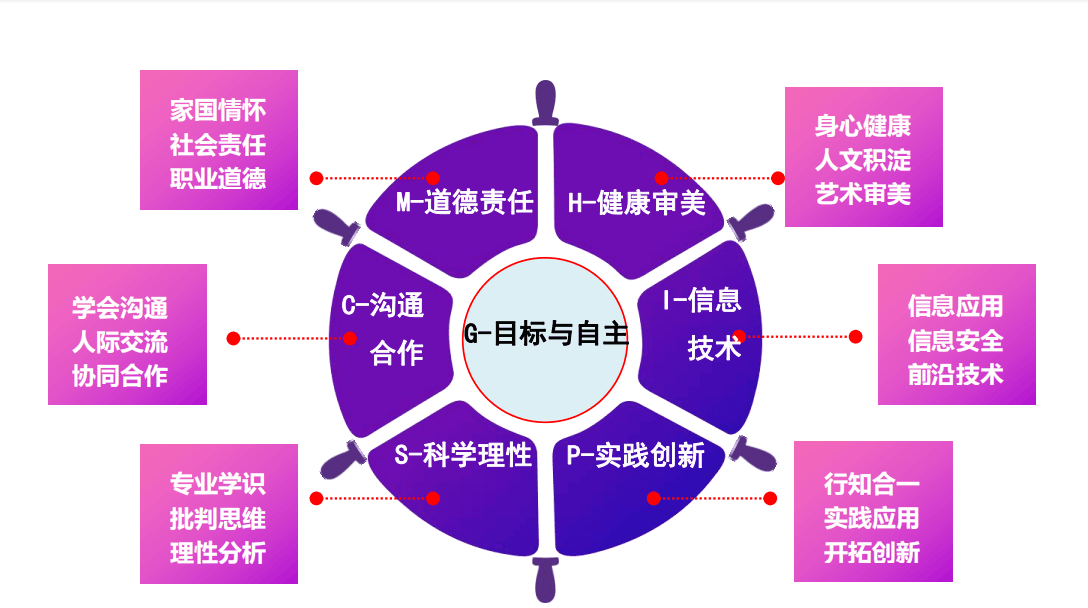 家国情怀
社会责任
职业道德
身心健康
人文积淀
艺术审美
M-道德责任
H-健康审美
学会沟通
人际交流
协同合作
C-沟通
合作
G-目标与自主
I-信息
技术
信息应用
信息安全
前沿技术
S-科学理性
P-实践创新
专业学识
批判思维
理性分析
行知合一
实践应用
开拓创新